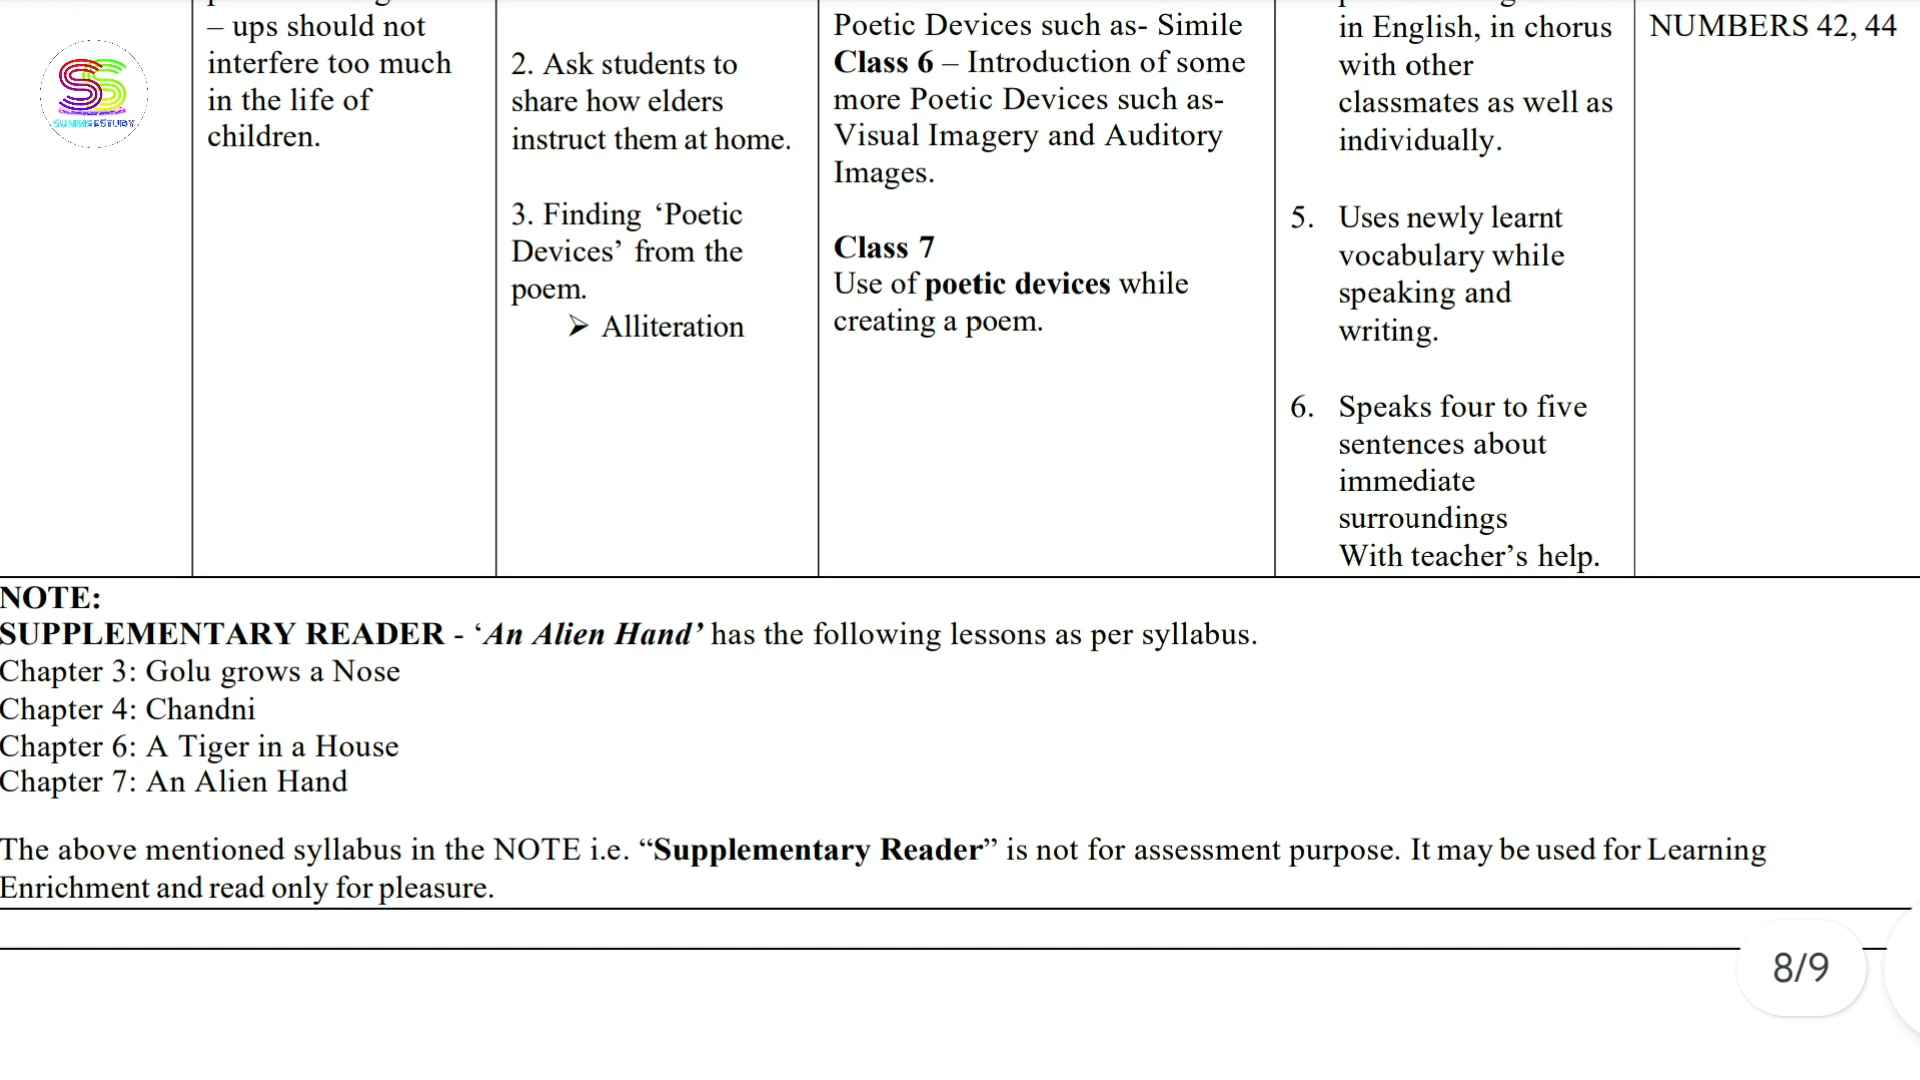 – ups should not
interfere too much
in the life of
children.
2. Ask students to
share how elders
instruct them at home.
3. Finding ‘Poetic
Devices’ from the
poem.
➢ Alliteration
Poetic Devices such as- Simile
Class 6 – Introduction of some
more Poetic Devices such as-
Visual Imagery and Auditory
Images.
Class 7
Use of poetic devices while
creating a poem.
in English, in chorus
with other
classmates as well as
individually.
5. Uses newly learnt
vocabulary while
speaking and
writing.
6. Speaks four to five
sentences about
immediate
surroundings
With teacher’s help.
NUMBERS 42, 44
SS
SUNRISESTUDY
NOTE:
SUPPLEMENTARY READER - ‘An Alien Hand’ has the following lessons as per syllabus.
Chapter 3: Golu grows a Nose
Chapter 4: Chandni
Chapter 6: A Tiger in a House
Chapter 7: An Alien Hand
The above mentioned syllabus in the NOTE i.e. “Supplementary Reader” is not for assessment purpose. It may be used for Learning
Enrichment and read only for pleasure.
8/9